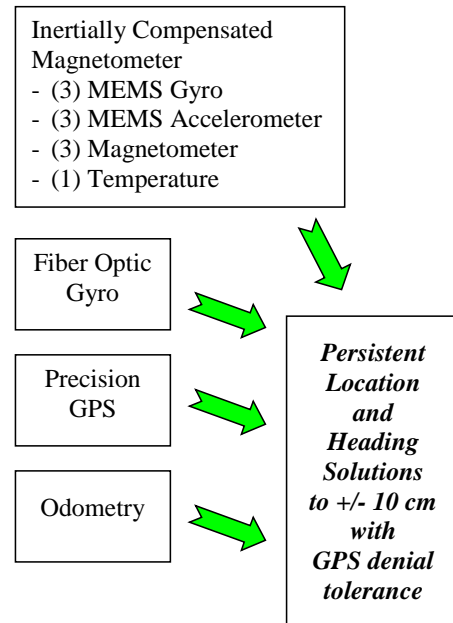 Inertially Compensated
Magnetometer
- (3) MEMS Gyro
- (3) MEMS Accelerometer
- (3) Magnetometer
- (1) Temperature
Fiber Optic
Gyro
Precision
GPS
Odometry
Persistent
Location
and
Heading
Solutions
to +/- 10 cm
with
GPS denial
tolerance